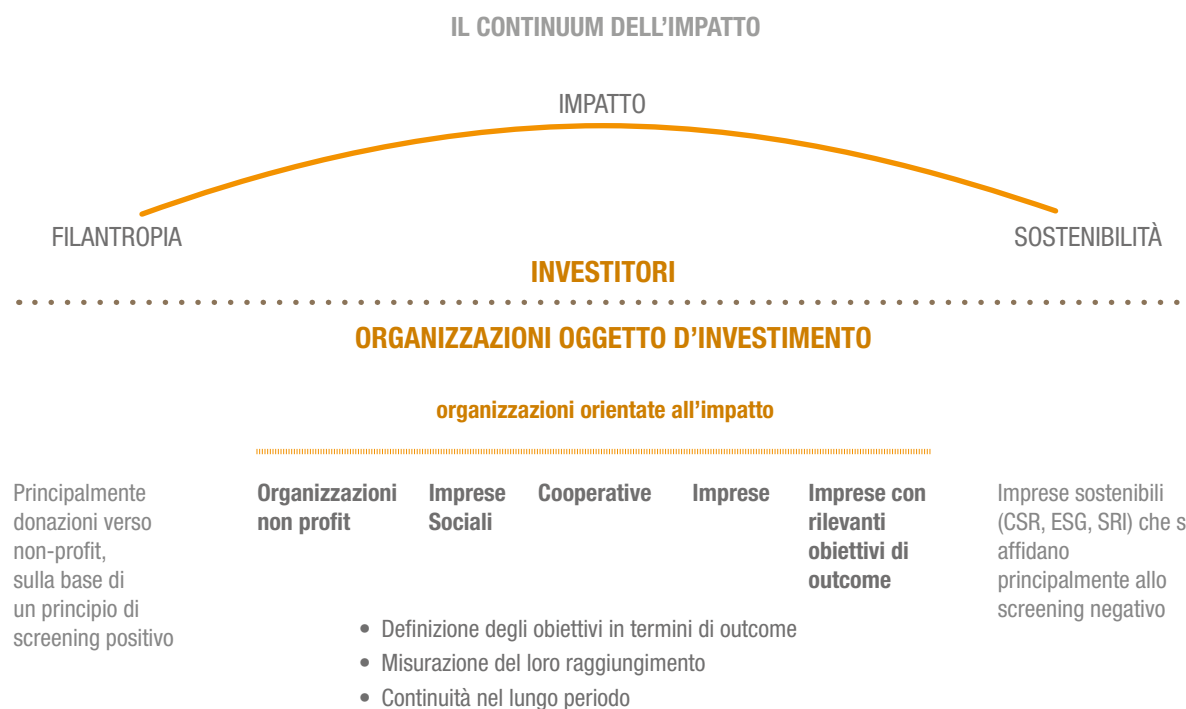 IL CONTINUUM DELL’IMPATTO
IMPATTO
FILANTROPIA
SOSTENIBILITÀ
INVESTITORI
ORGANIZZAZIONI OGGETTO D’INVESTIMENTO
organizzazioni orientate all’impatto
Principalmente
donazioni verso
non-profit,
sulla base di
un principio di
screening positivo
Organizzazioni
non profit
Imprese
Sociali
Cooperative
Imprese
Imprese con
rilevanti
obiettivi di
outcome
Imprese sostenibili
(CSR, ESG, SRI) che s
affidano
principalmente allo
screening negativo
• Definizione degli obiettivi in termini di outcome
• Misurazione del loro raggiungimento
• Continuità nel lungo periodo